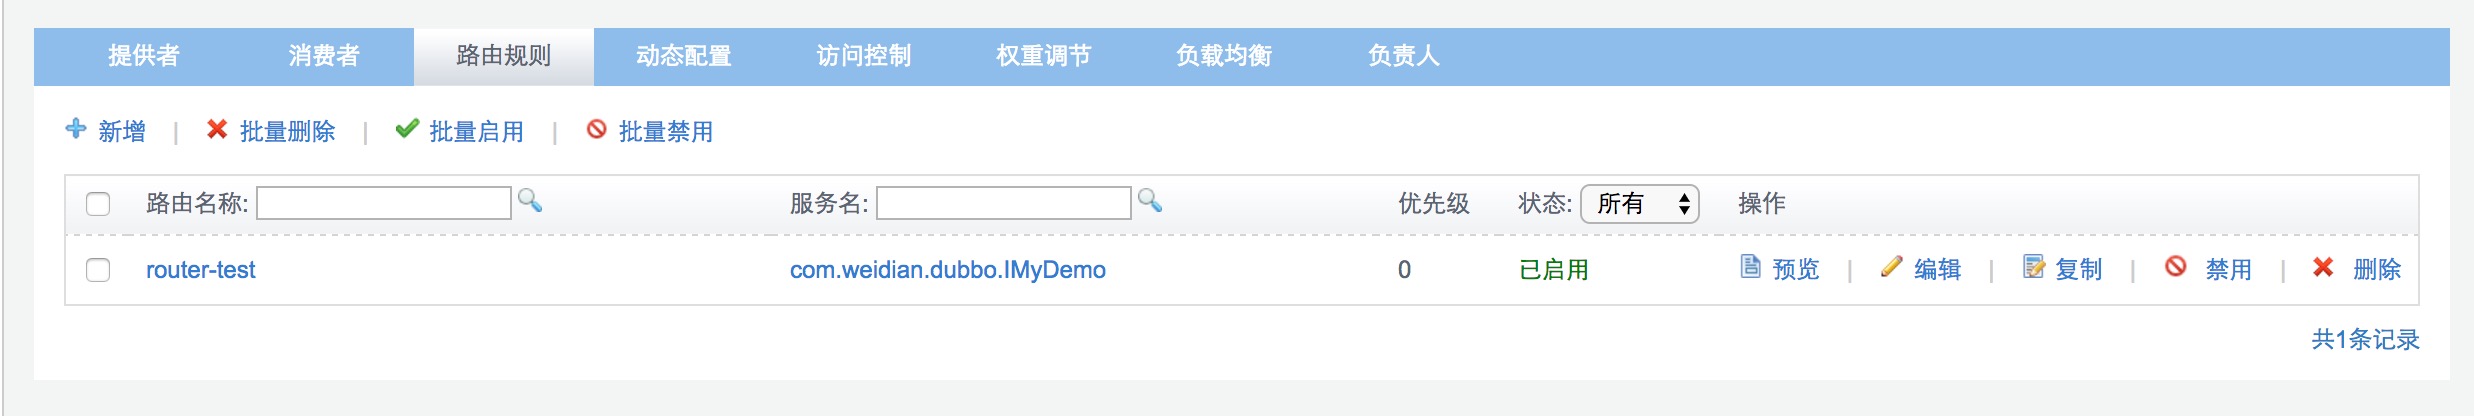 提供者 消费者 路由规则 动态配置 访问控制 权重调节 负载均衡 负责人
新增 | 批量删除 | 批量启用 | 批量禁用
路由名称: 服务名: 优先级 状态: 所有 操作
router-test com.weidian.dubbo.IMyDemo 0 已启用 预览 | 编辑 | 复制 | 禁用 | 删除
共1条记录